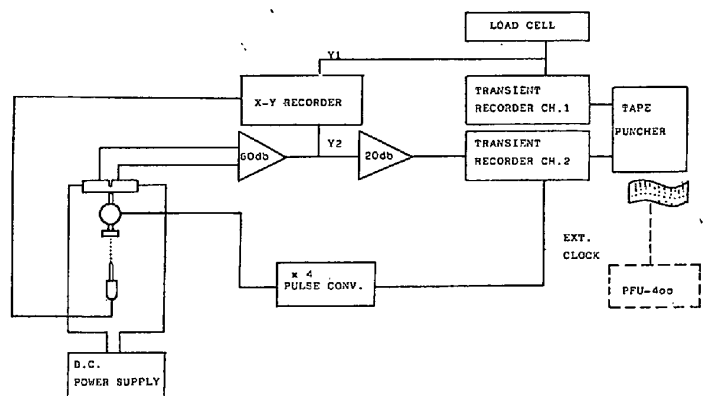 LOAD CELL
Y1
X-Y RECORDER
TRANSIENT
RECORDER CH.1
TAPE
PUNCHER
Y2
60db
20db
TRANSIENT
RECORDER CH.2
EXT.
CLOCK
x 4
PULSE CONV.
PFU-400
D.C.
POWER SUPPLY